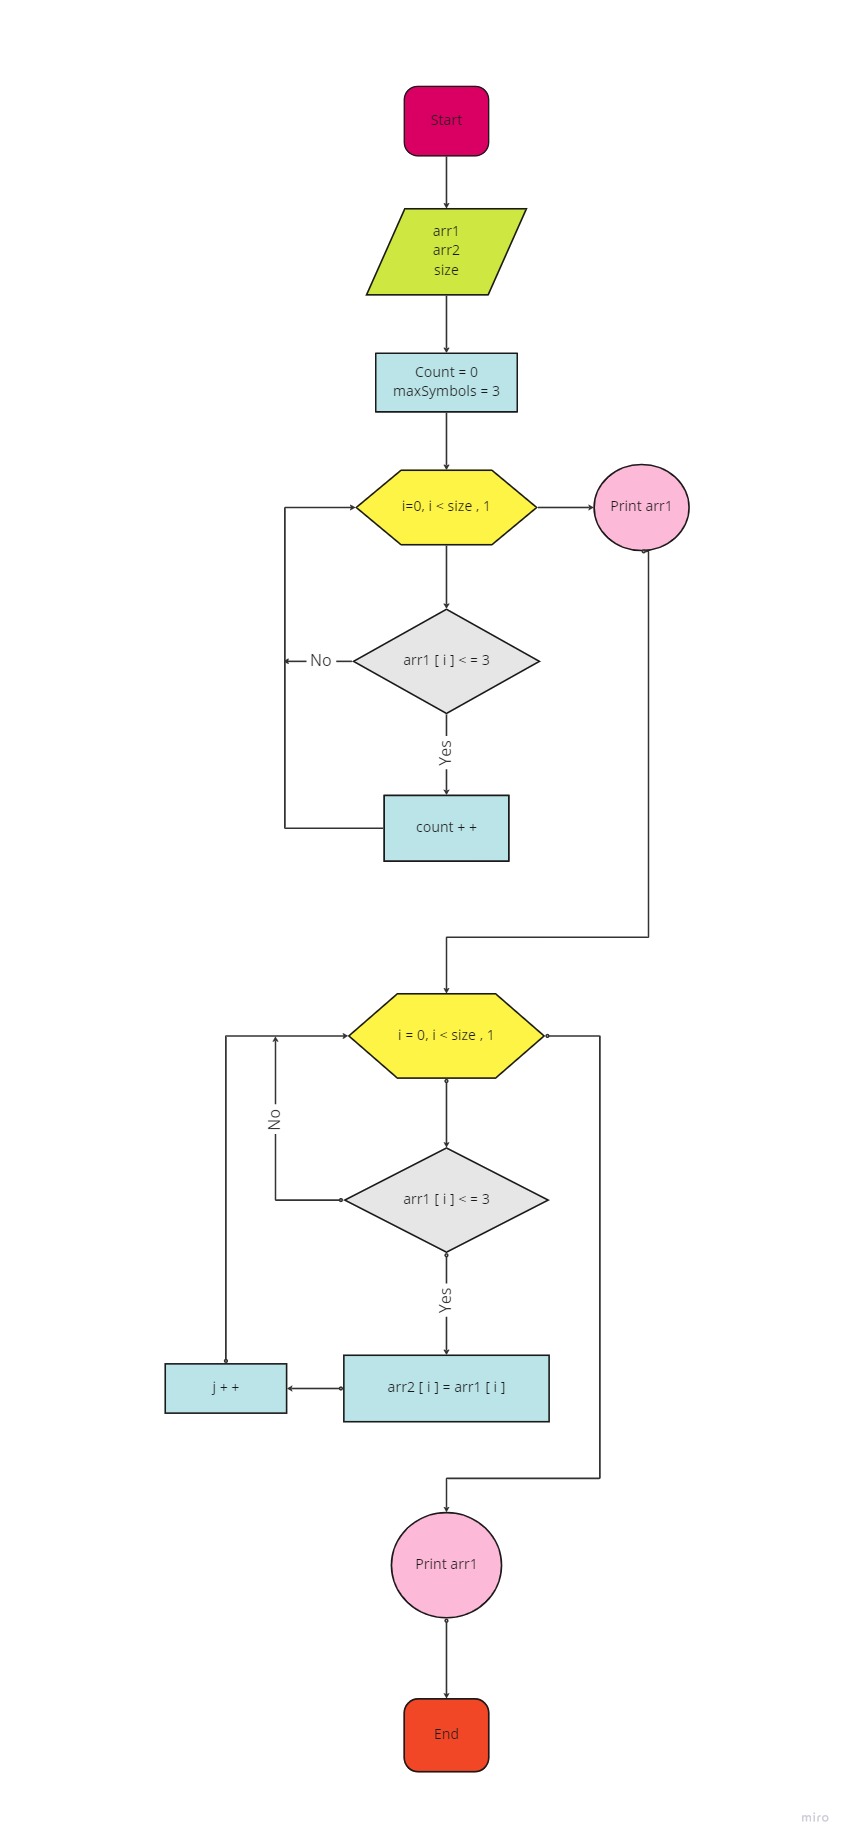 Start
arr1
arr2
size
Count = 0
maxSymbols = 3
i=0, i < size , 1
Print arr1
arr1 [ i ] < = 3
No
Yes
count + +
i = 0, i < size , 1
No
arr1 [ i ] < = 3
Yes
j + +
arr2 [ i ] = arr1 [ i ]
Print arr1
End
miro